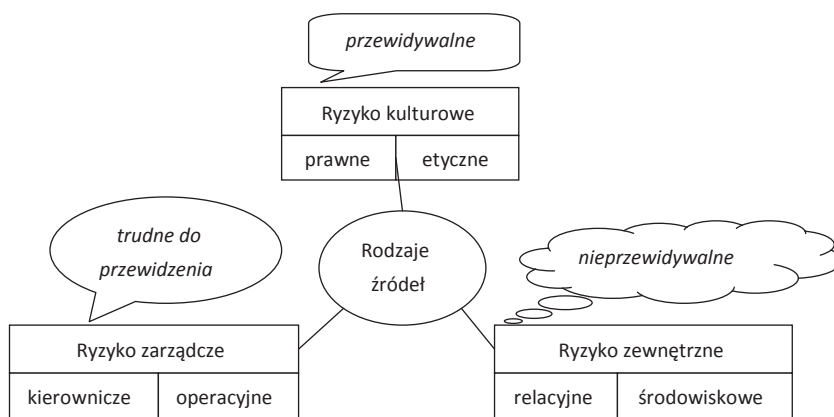 przewidywalne
Ryzyko kulturowe
prawne etyczne
trudne do
przewidzenia
Rodzaje
źródeł
nieprzewidywalne
Ryzyko zarządcze
kierownicze operacyjne
Ryzyko zewnętrzne
relacyjne środowiskowe